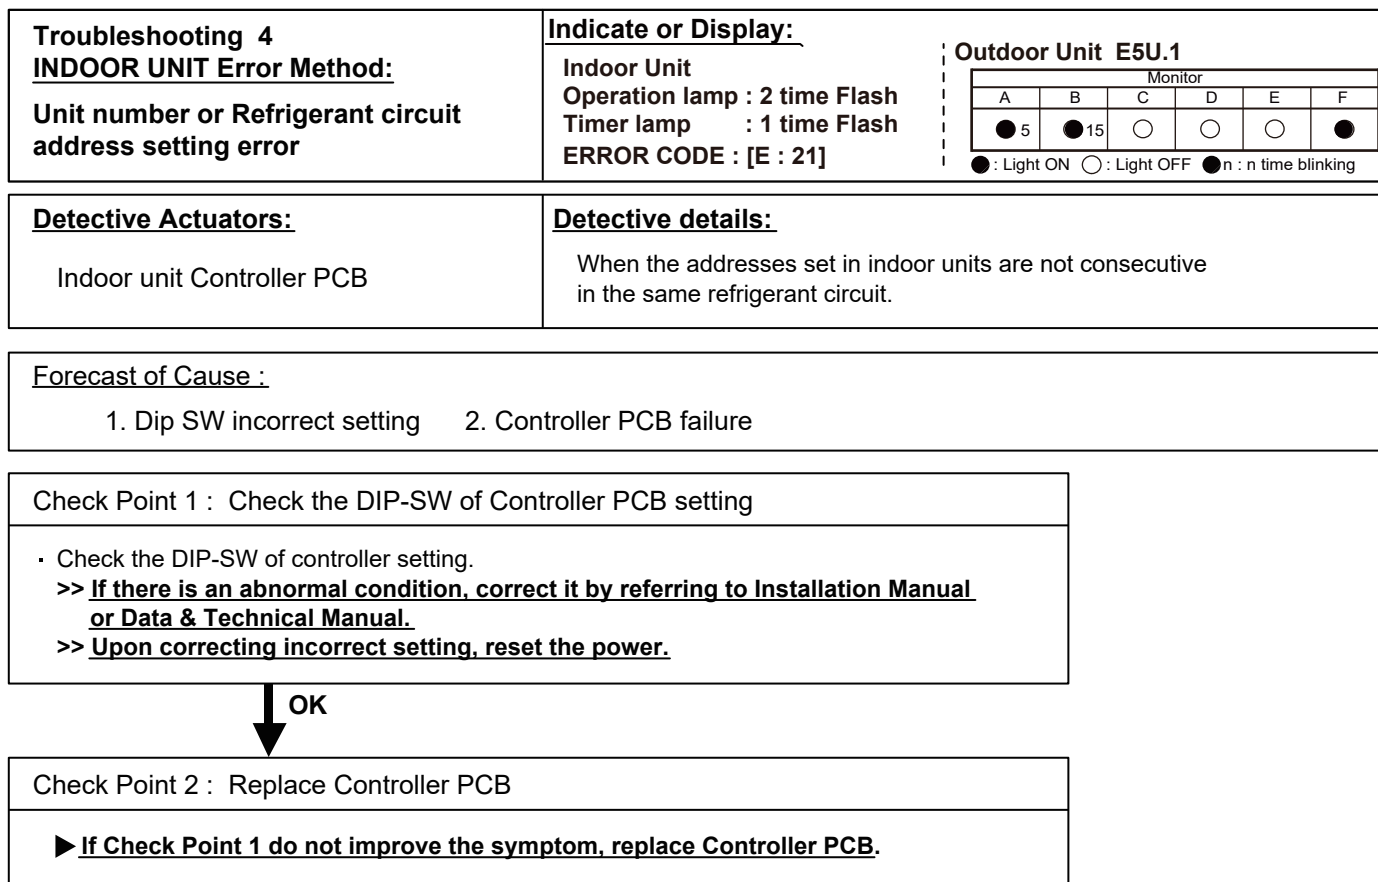 Troubleshooting 4
INDOOR UNIT Error Method:
Unit number or Refrigerant circuit
address setting error
Indicate or Display:
Indoor Unit
Operation lamp : 2 time Flash
Timer lamp : 1 time Flash
ERROR CODE : [E : 21]
Outdoor Unit E5U.1
Monitor
A B C D E F
●5 ●15 ○ ○ ○ ●
● : Light ON ○ : Light OFF ●n : n time blinking
Detective Actuators:
Indoor unit Controller PCB
Detective details:
When the addresses set in indoor units are not consecutive
in the same refrigerant circuit.
Forecast of Cause :
1. Dip SW incorrect setting 2. Controller PCB failure
Check Point 1 : Check the DIP-SW of Controller PCB setting
· Check the DIP-SW of controller setting.
>> If there is an abnormal condition, correct it by referring to Installation Manual
or Data & Technical Manual.
>> Upon correcting incorrect setting, reset the power.
OK
Check Point 2 : Replace Controller PCB
▶ If Check Point 1 do not improve the symptom, replace Controller PCB.